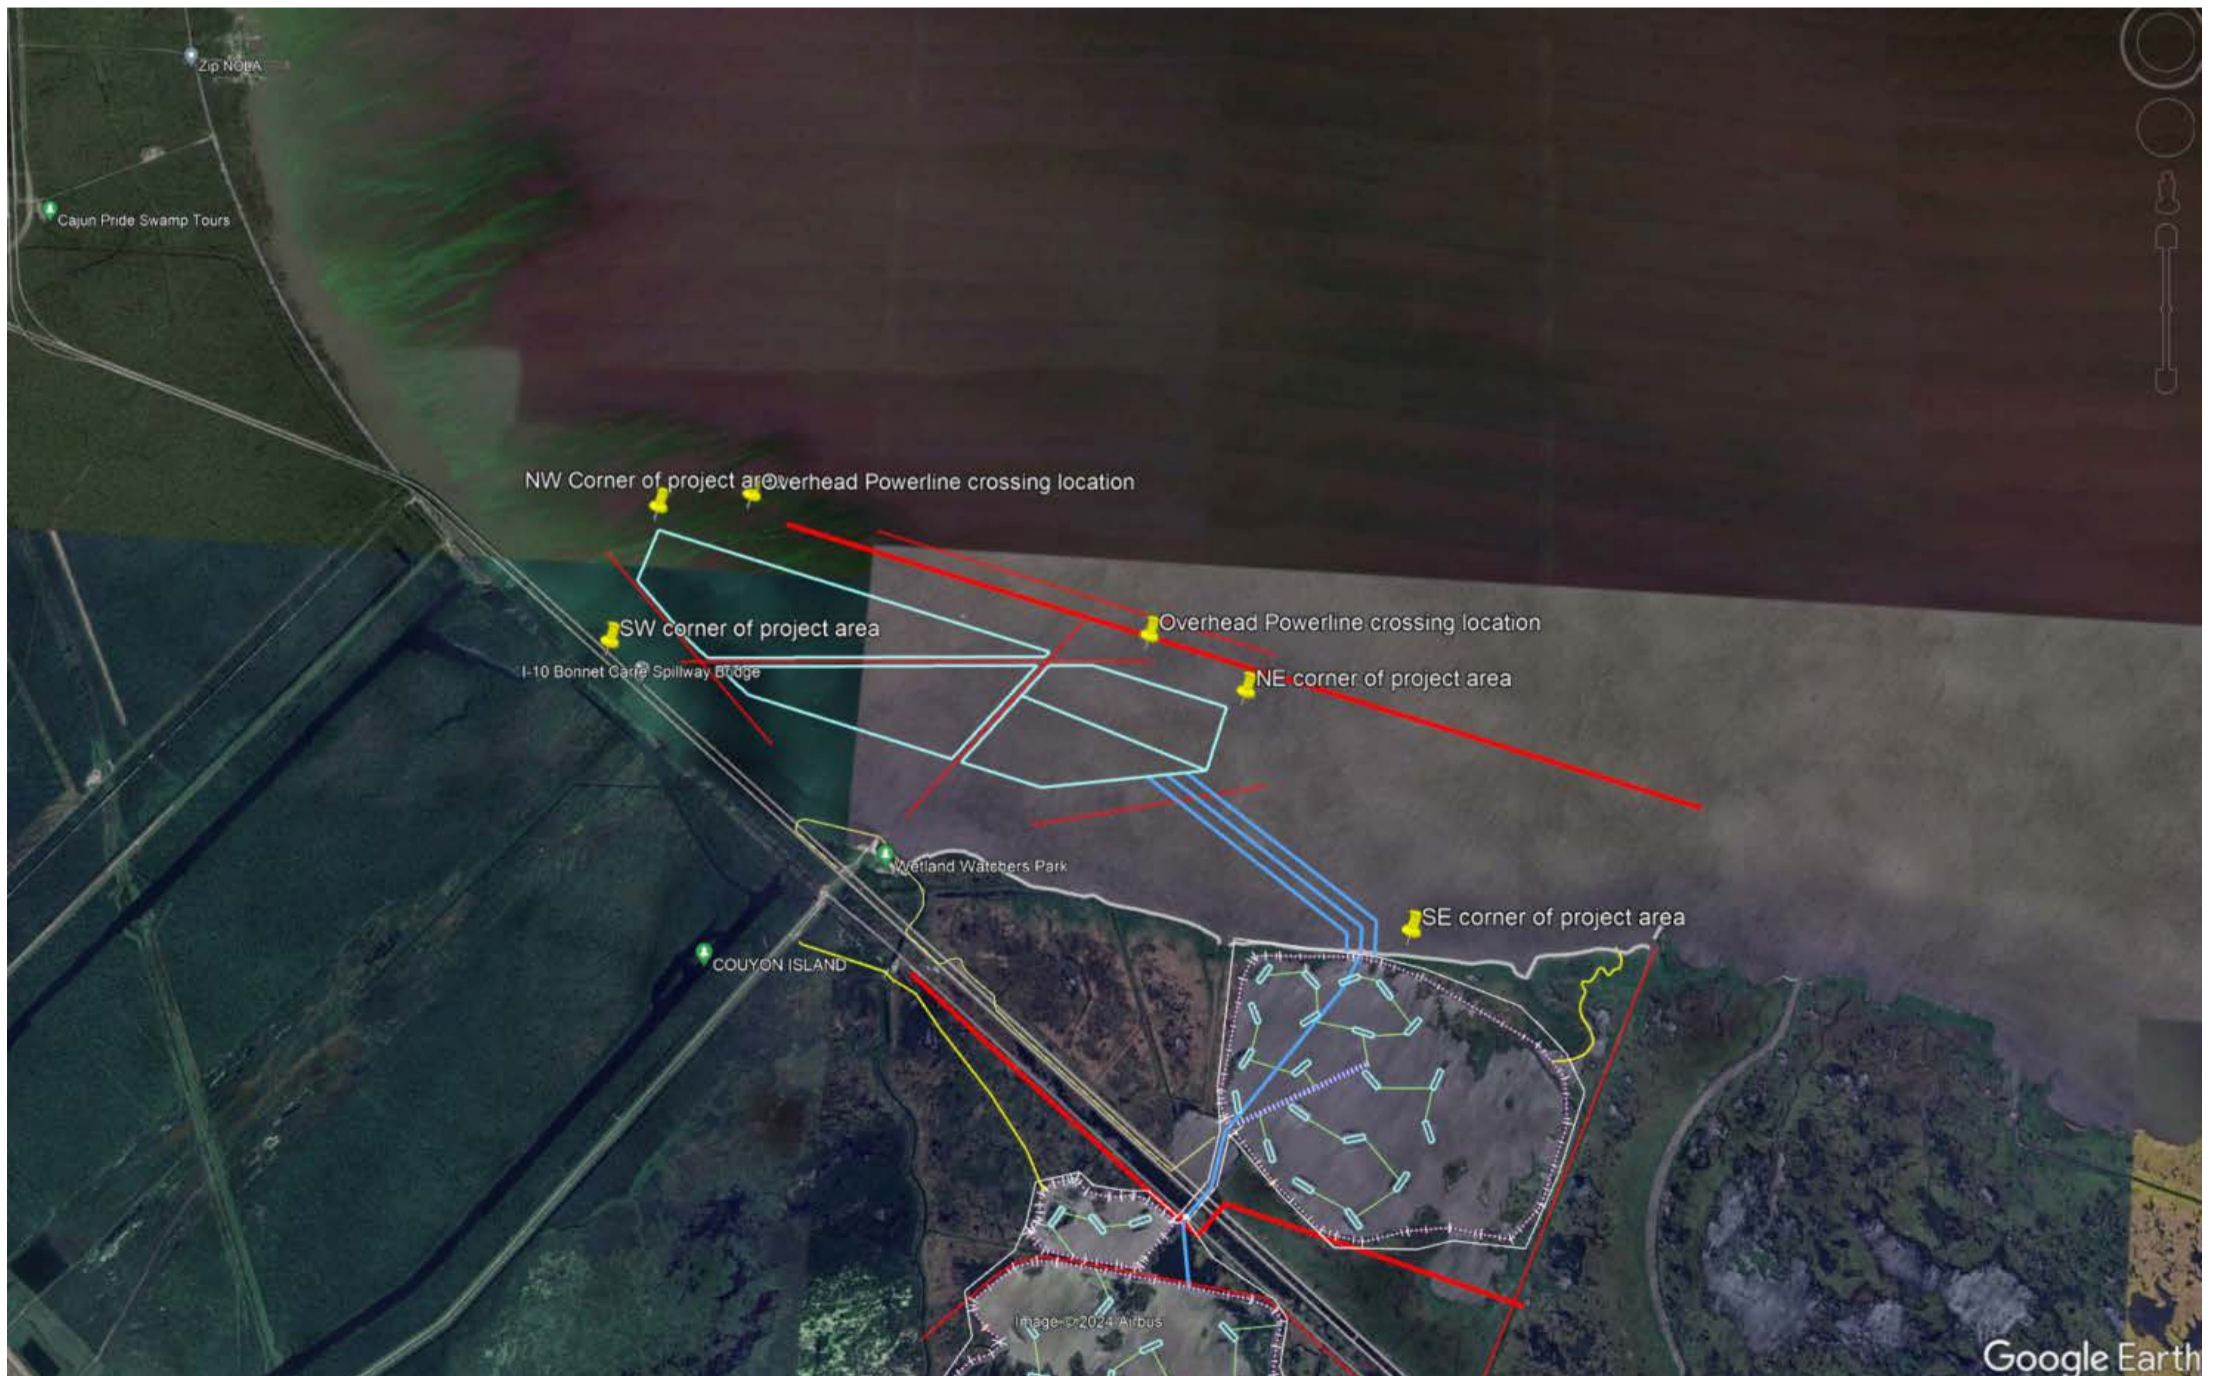 Zip NOLA
Cajun Pride Swamp Tours
NW Corner of project area
Overhead Powerline crossing location
Overhead Powerline crossing location
SW corner of project area
I-10 Bonnet Carre Spillway Bridge
NE corner of project area
Wetland Watchers Park
SE corner of project area
COUYON ISLAND
Image © 2024 Airbus
Google Earth